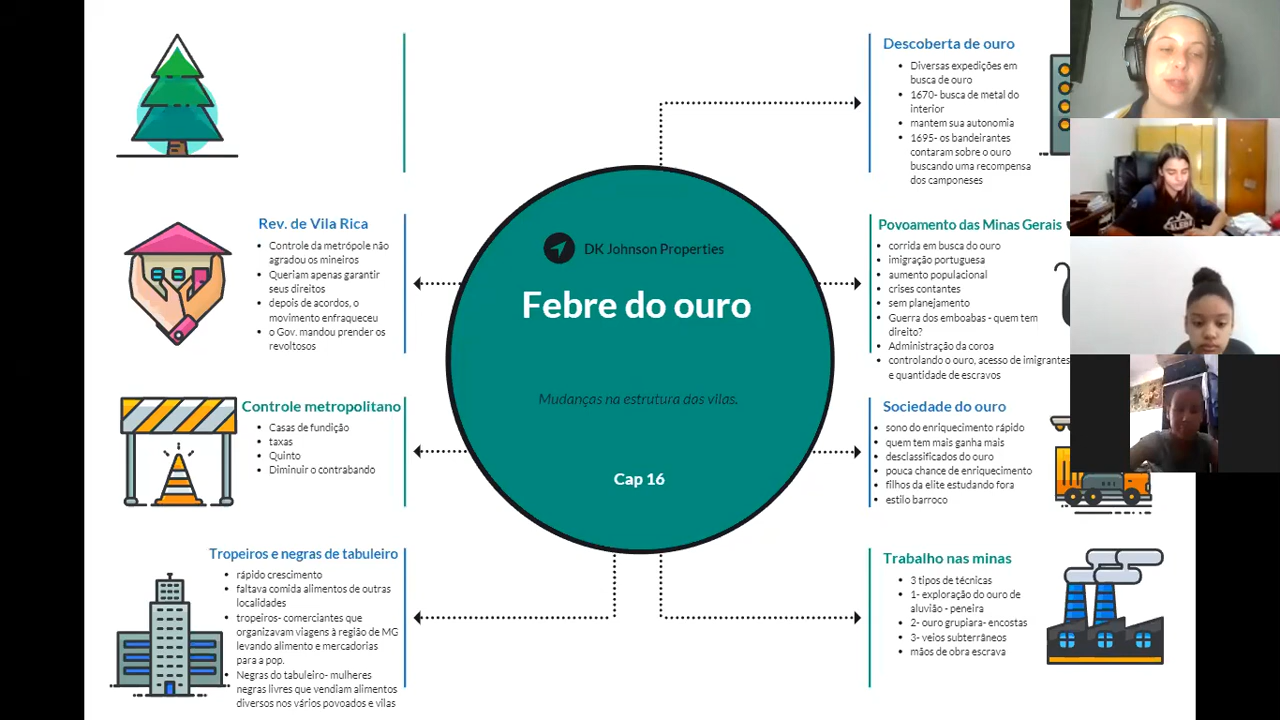 Descoberta de ouro
Diversas expedições em
busca de ouro
1670- busca de metal do
interior
mantem sua autonomia
1695- os bandeirantes
contaram sobre o ouro
buscando uma recompensa
dos camponeses
Rev. de Vila Rica
Controle da metrópole não
agradou os mineiros
Queriam apenas garantir
seus direitos
depois de acordos, o
movimento enfraqueceu
o Gov. mandou prender os
revoltosos
DK Johnson Properties
Febre do ouro
Mudanças na estrutura das vilas.
Cap 16
Povoamento das Minas Gerais
corrida em busca do ouro
imigração portuguesa
aumento populacional
crises contantes
sem planejamento
Guerra dos emboabas - quem tem
direito?
Administração da coroa
controlando o ouro, acesso de imigrantes
e quantidade de escravos
Controle metropolitano
Casas de fundição
taxas
Quinto
Diminuir o contrabando
Sociedade do ouro
sono do enriquecimento rápido
quem tem mais ganha mais
desclassificados do ouro
pouca chance de enriquecimento
filhos da elite estudando fora
estilo barroco
Tropeiros e negras de tabuleiro
rápido crescimento
faltava comida alimentos de outras
localidades
tropeiros- comerciantes que
organizavam viagens à região de MG
levando alimento e mercadorias
para a pop.
Negras do tabuleiro- mulheres
negras livres que vendiam alimentos
diversos nos vários povoados e vilas
Trabalho nas minas
3 tipos de técnicas
1- exploração do ouro de
aluvião - peneira
2- ouro grupiara- encostas
3- veios subterrâneos
mãos de obra escrava